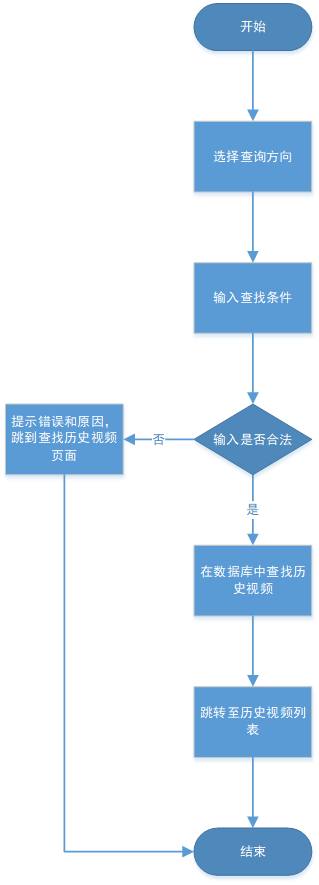 开始
选择查询方向
输入查找条件
输入是否合法
否
提示错误和原因，
跳到查找历史视频
页面
是
在数据库中查找历
史视频
跳转至历史视频列
表
结束